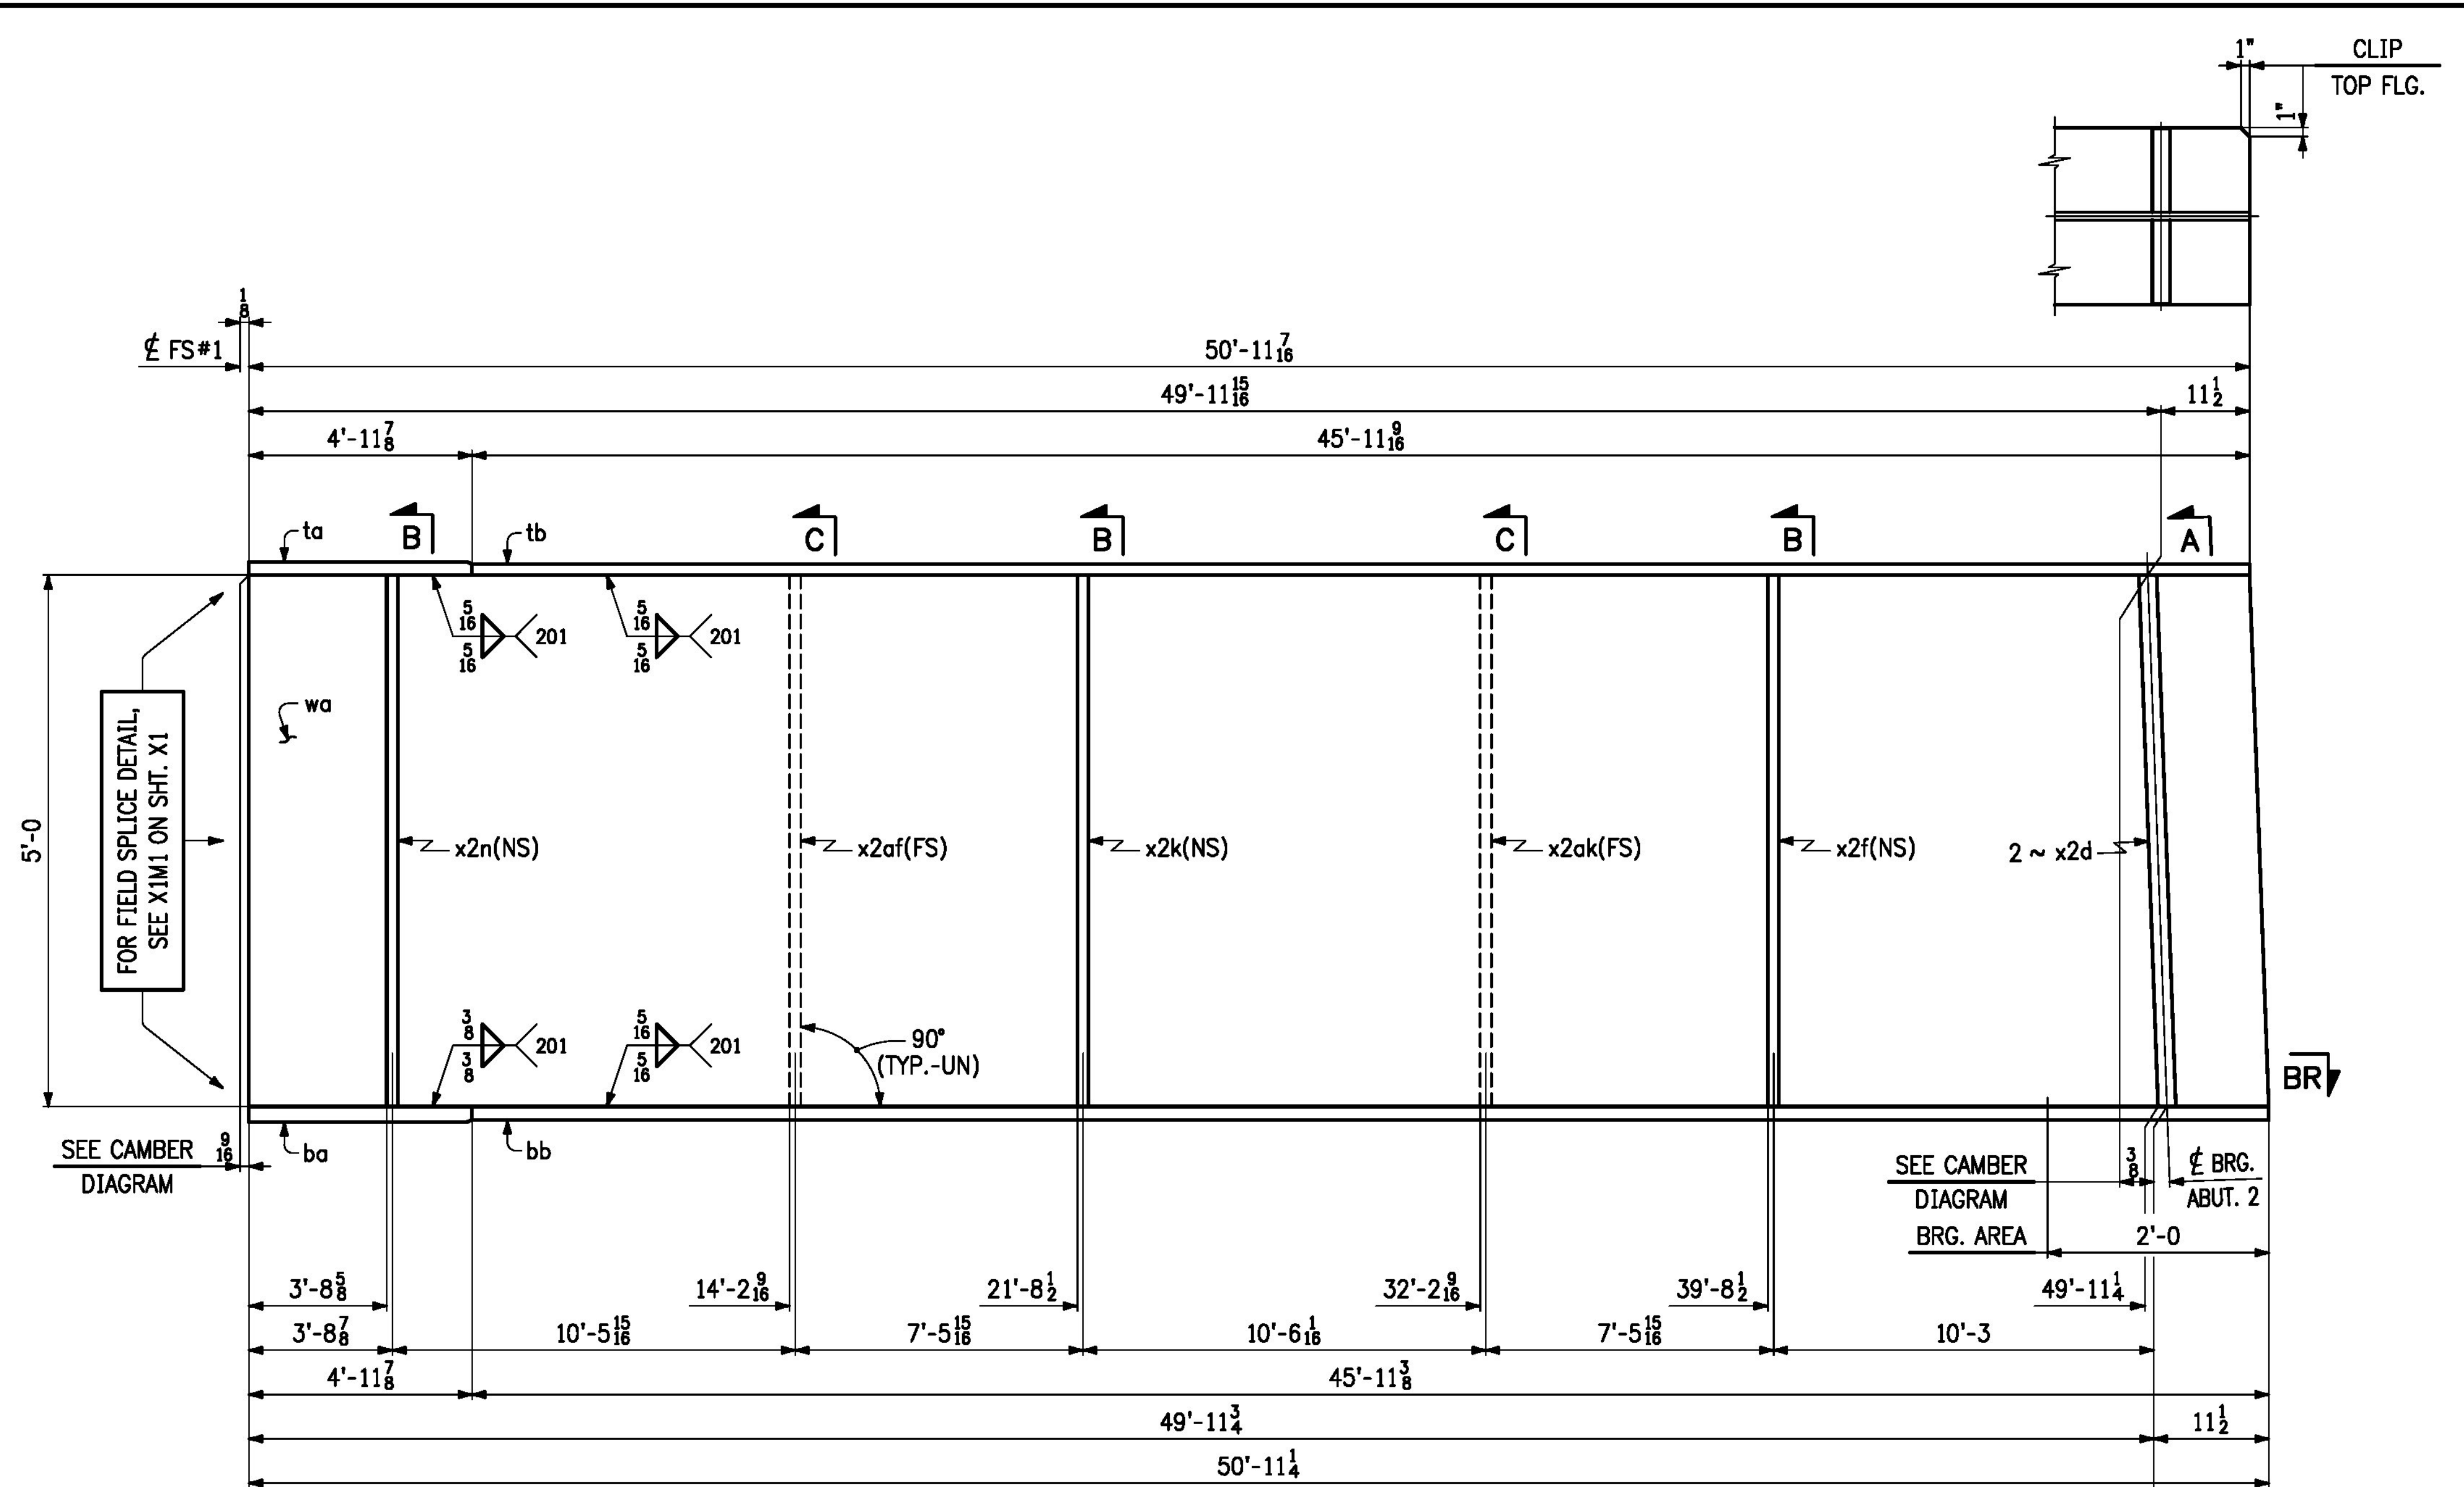 1"
CLIP
TOP FLG.
1"
1/8
℄ FS#1
50'-11 7/16
49'-11 15/16
11 1/2
4'-11 7/8
45'-11 9/16
ta
B
tb
C
B
C
B
A
5/16
5/16
201
5/16
5/16
201
wa
FOR FIELD SPLICE DETAIL,
SEE X1M1 ON SHT. X1
5'-0
x2n(NS)
x2af(FS)
x2k(NS)
x2ak(FS)
x2f(NS)
2 ~ x2d
3/8
3/8
201
5/16
5/16
201
90°
(TYP.-UN)
BR
SEE CAMBER
DIAGRAM
9/16
ba
bb
SEE CAMBER
DIAGRAM
3/8
℄ BRG.
ABUT. 2
BRG. AREA
2'-0
3'-8 5/8
14'-2 9/16
21'-8 1/2
32'-2 9/16
39'-8 1/2
49'-11 1/4
3'-8 7/8
10'-5 15/16
7'-5 15/16
10'-6 1/16
7'-5 15/16
10'-3
4'-11 7/8
45'-11 3/8
49'-11 3/4
11 1/2
50'-11 1/4